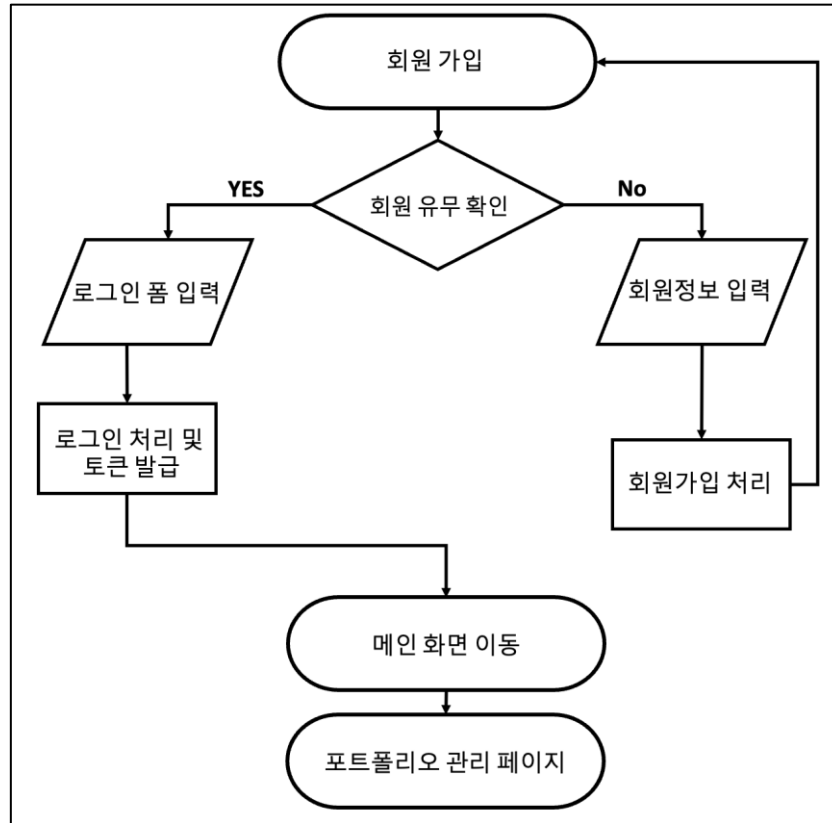 회원 가입
회원 유무 확인
YES
No
로그인 폼 입력
회원정보 입력
로그인 처리 및
토큰 발급
회원가입 처리
메인 화면 이동
포트폴리오 관리 페이지